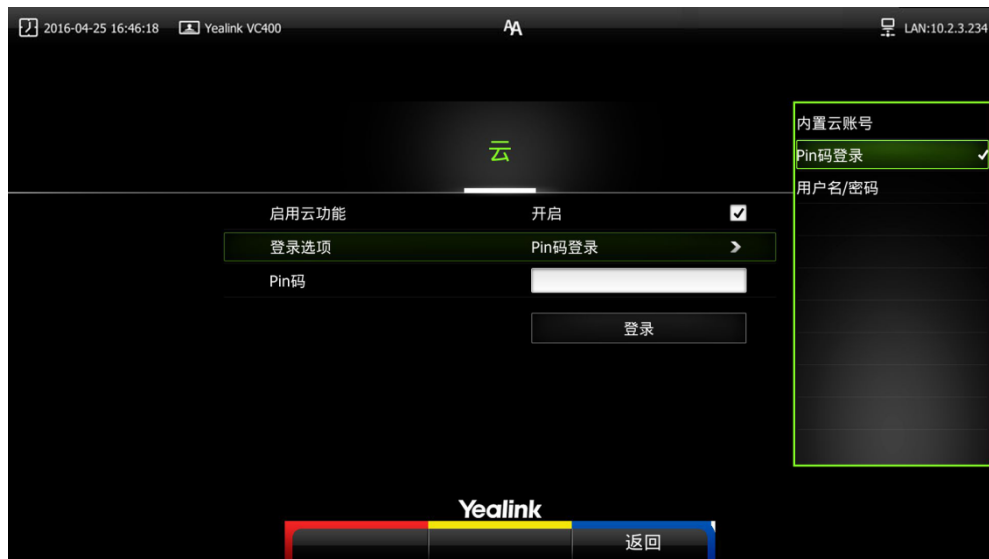 2016-04-25 16:46:18 Yealink VC400 AA LAN:10.2.3.234
云
启用云功能 开启
登录选项 Pin码登录
Pin码
登录
内置云账号
Pin码登录
用户名/密码
Yealink
返回